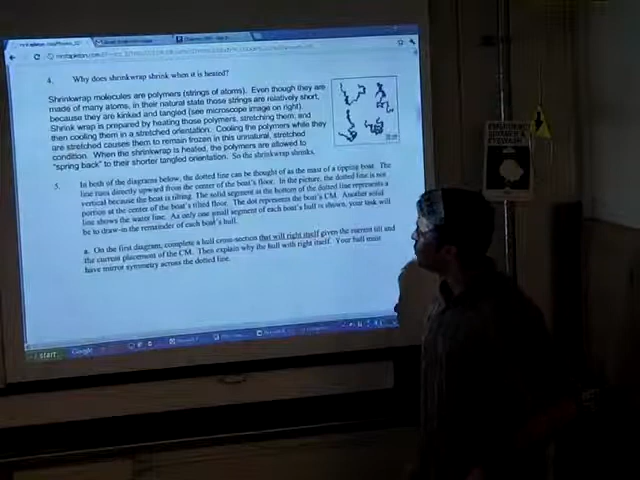 4. Why does shrinkwrap shrink when it is heated?
Shrinkwrap molecules are polymers (strings of atoms). Even though they are
made of many atoms, in their natural state those strings are relatively short,
because they are kinked and tangled (see microscope image on right).
Shrink wrap is prepared by heating those polymers, stretching them, and
then cooling them in a stretched orientation. Cooling the polymers while they
are stretched causes them to remain frozen in this unnatural, stretched
condition. When the shrinkwrap is heated, the polymers are allowed to
"spring back" to their shorter tangled orientation. So the shrinkwrap shrinks.
5. In both of the diagrams below, the dotted line can be thought of as the mast of a tipping boat. The
line runs directly upward from the center of the boat's floor. In the picture, the dotted line is not
vertical because the boat is tilting. The solid segment at the bottom of the dotted line represents a
portion at the center of the boat's tilted floor. The dot represents the boat's CM. Another solid
line shows the water line. As only one small segment of each boat's hull is shown, your task will
be to draw-in the remainder of each boat's hull.
a. On the first diagram, complete a hull cross-section that will right itself given the current tilt and
the current placement of the CM. Then explain why the hull with right itself. Your hull must
have mirror symmetry across the dotted line.
start
Google
EMERGENCY
EYEWASH